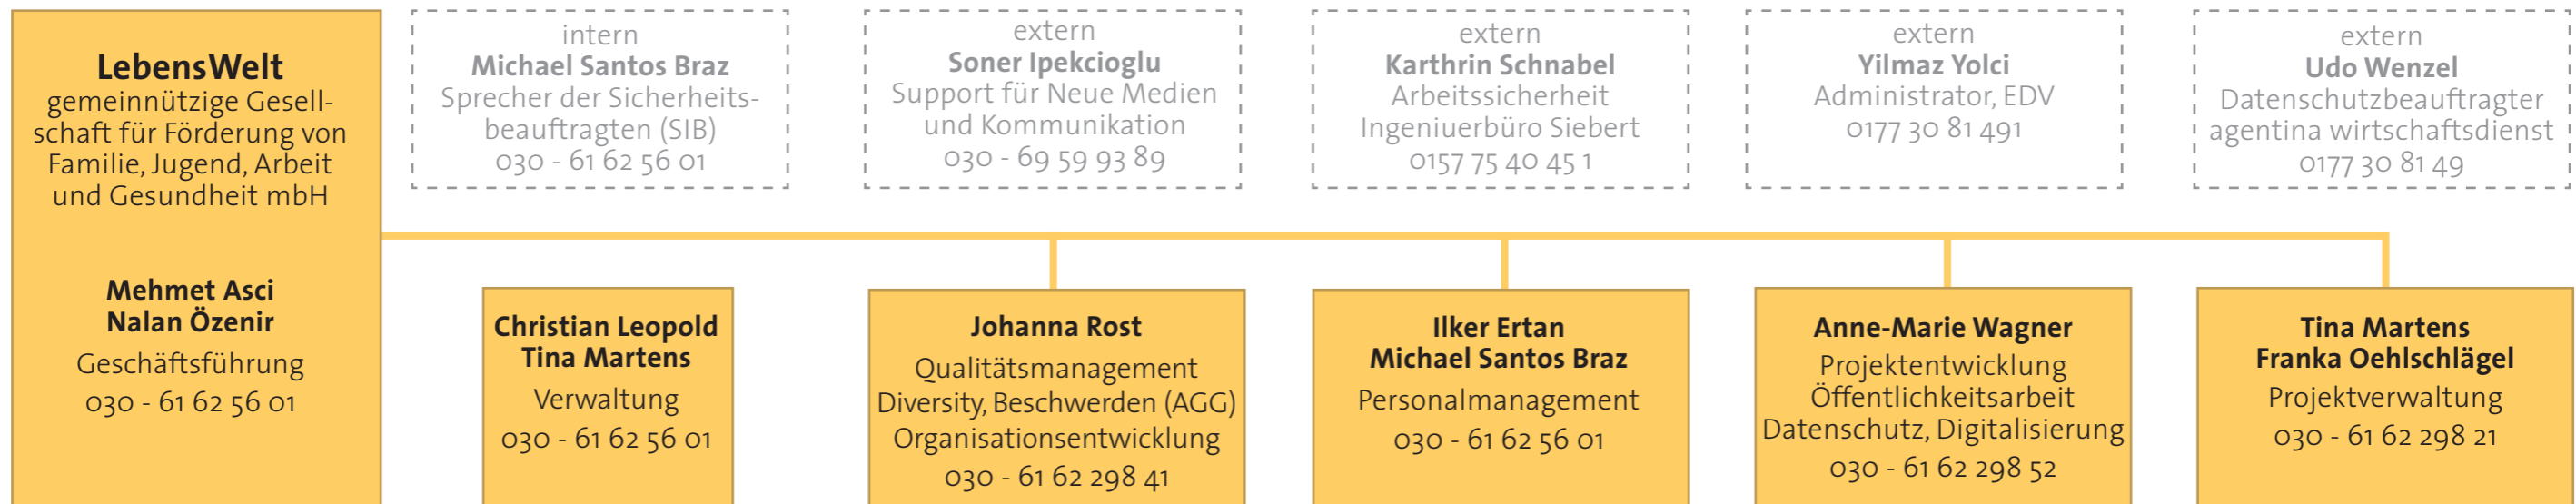 LebensWelt
gemeinnützige Gesell-
schaft für Förderung von
Familie, Jugend, Arbeit
und Gesundheit mbH
Mehmet Asci
Nalan Özenir
Geschäftsführung
030 - 61 62 56 01
intern
Michael Santos Braz
Sprecher der Sicherheits-
beauftragten (SIB)
030 - 61 62 56 01
extern
Soner Ipekcioglu
Support für Neue Medien
und Kommunikation
030 - 69 59 93 89
extern
Karthrin Schnabel
Arbeitssicherheit
Ingeniuerbüro Siebert
0157 75 40 45 1
extern
Yilmaz Yolci
Administrator, EDV
0177 30 81 491
extern
Udo Wenzel
Datenschutzbeauftragter
agentina wirtschaftsdienst
0177 30 81 49
Christian Leopold
Tina Martens
Verwaltung
030 - 61 62 56 01
Johanna Rost
Qualitätsmanagement
Diversity, Beschwerden (AGG)
Organisationsentwicklung
030 - 61 62 298 41
Ilker Ertan
Michael Santos Braz
Personalmanagement
030 - 61 62 56 01
Anne-Marie Wagner
Projektentwicklung
Öffentlichkeitsarbeit
Datenschutz, Digitalisierung
030 - 61 62 298 52
Tina Martens
Franka Oehlschlägel
Projektverwaltung
030 - 61 62 298 21